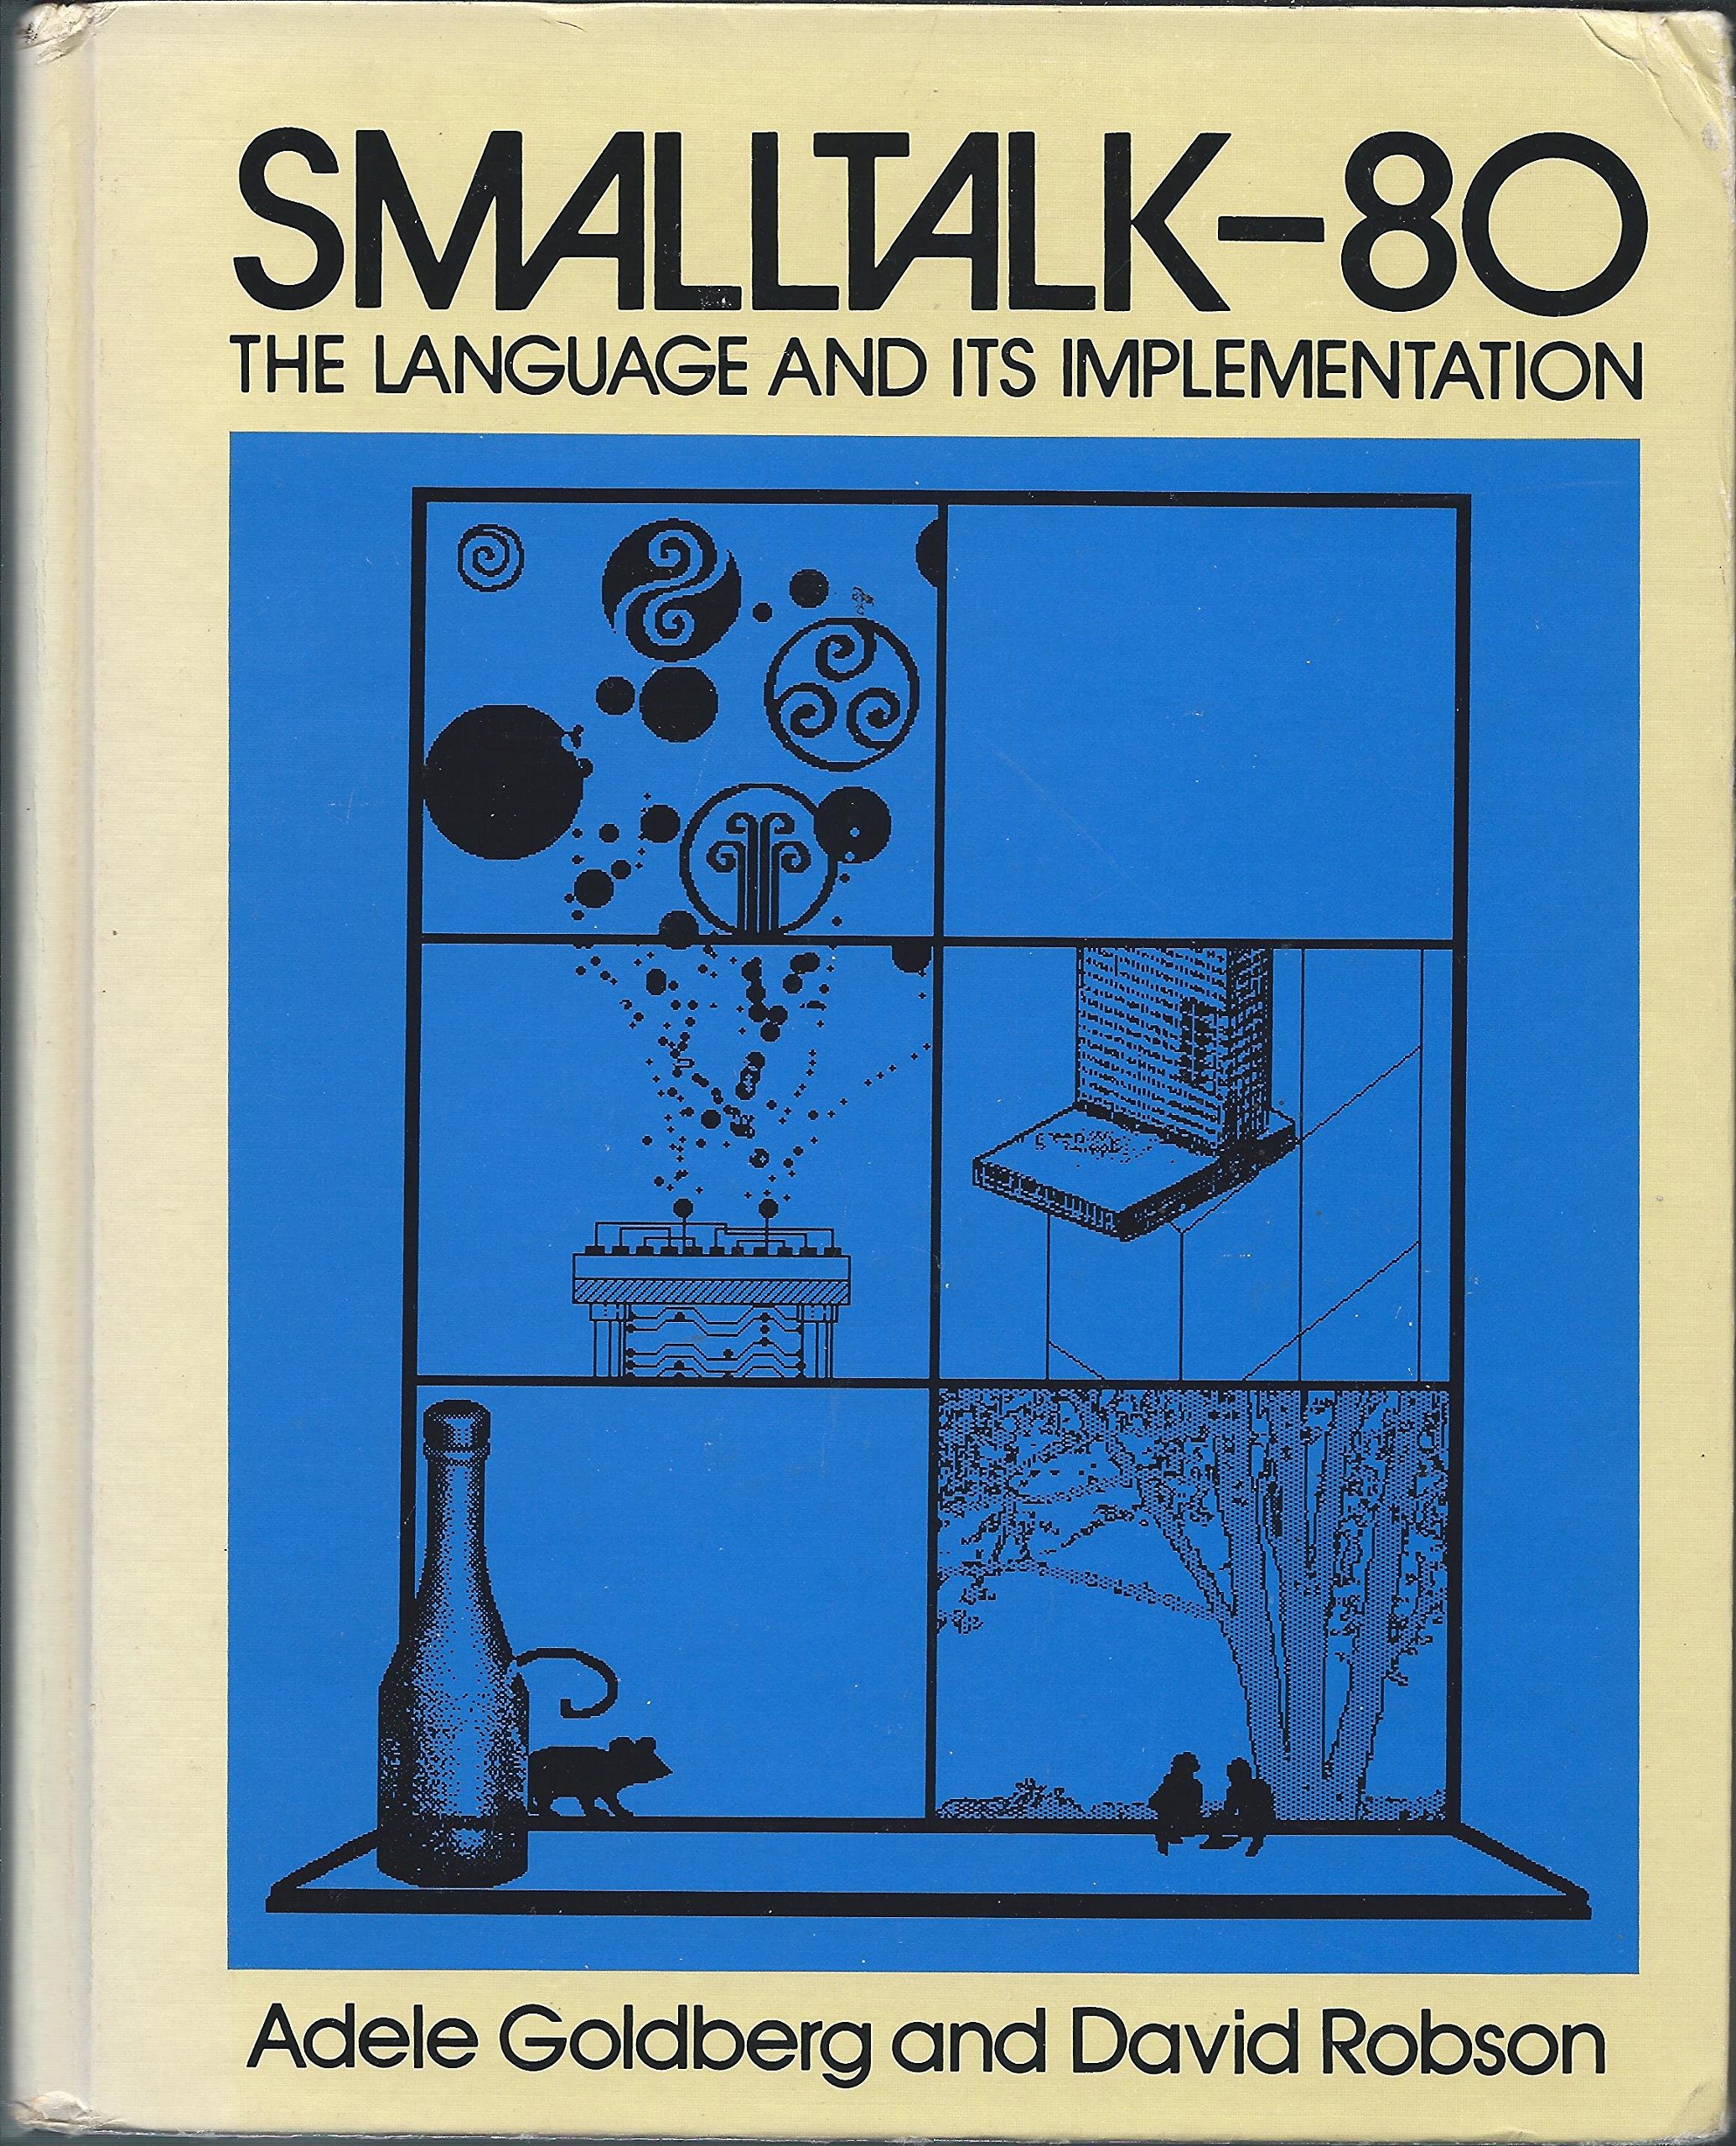 SMALLTALK-80
THE LANGUAGE AND ITS IMPLEMENTATION
Adele Goldberg and David Robson